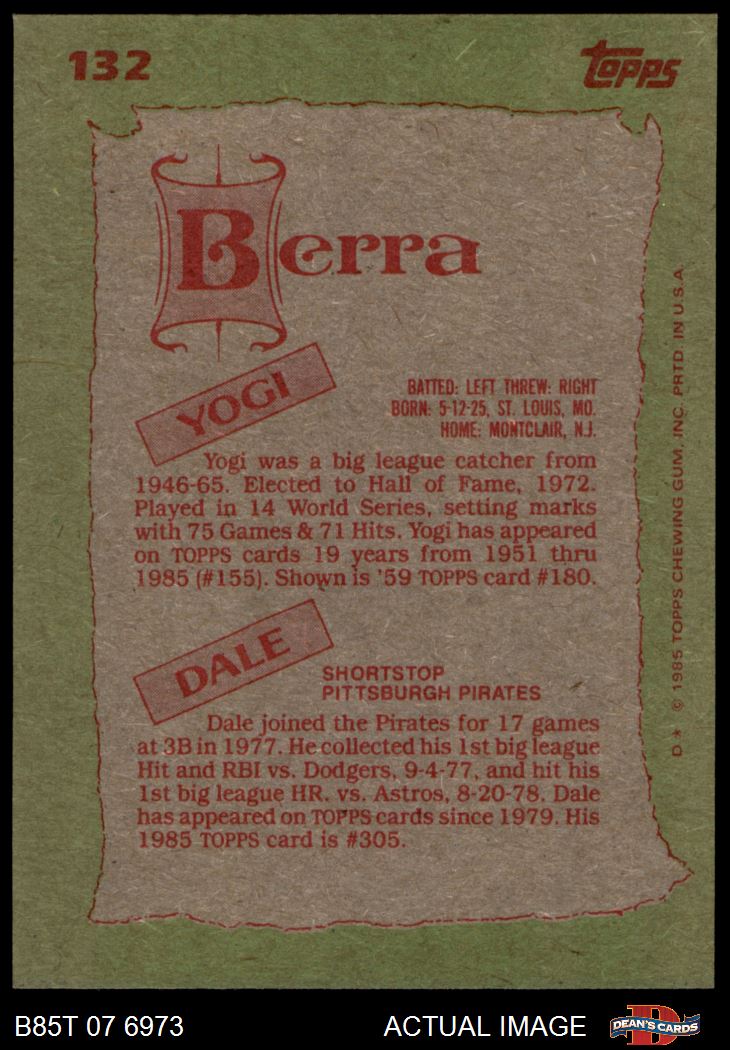 132
TOPPS
Berra
YOGI
BATTED: LEFT THREW: RIGHT
BORN: 5-12-25, ST. LOUIS, MO.
HOME: MONTCLAIR, N.J.
Yogi was a big league catcher from
1946-65. Elected to Hall of Fame, 1972.
Played in 14 World Series, setting marks
with 75 Games & 71 Hits. Yogi has appeared
on TOPPS cards 19 years from 1951 thru
1985 (#155). Shown is '59 TOPPS card #180.
DALE
SHORTSTOP
PITTSBURGH PIRATES
Dale joined the Pirates for 17 games
at 3B in 1977. He collected his 1st big league
Hit and RBI vs. Dodgers, 9-4-77, and hit his
1st big league HR. vs. Astros, 8-20-78. Dale
has appeared on TOPPS cards since 1979. His
1985 TOPPS card is #305.
D* © 1985 TOPPS CHEWING GUM, INC. PRTD. IN U.S.A.
B85T 07 6973
ACTUAL IMAGE
D
DEAN'S CARDS